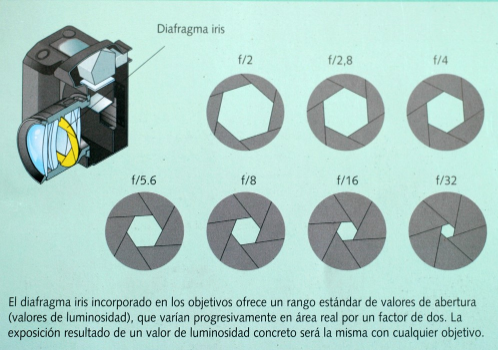 Diafragma iris
f/2
f/2,8
f/4
f/5.6
f/8
f/16
f/32
El diafragma iris incorporado en los objetivos ofrece un rango estándar de valores de abertura
(valores de luminosidad), que varían progresivamente en área real por un factor de dos. La
exposición resultado de un valor de luminosidad concreto será la misma con cualquier objetivo.